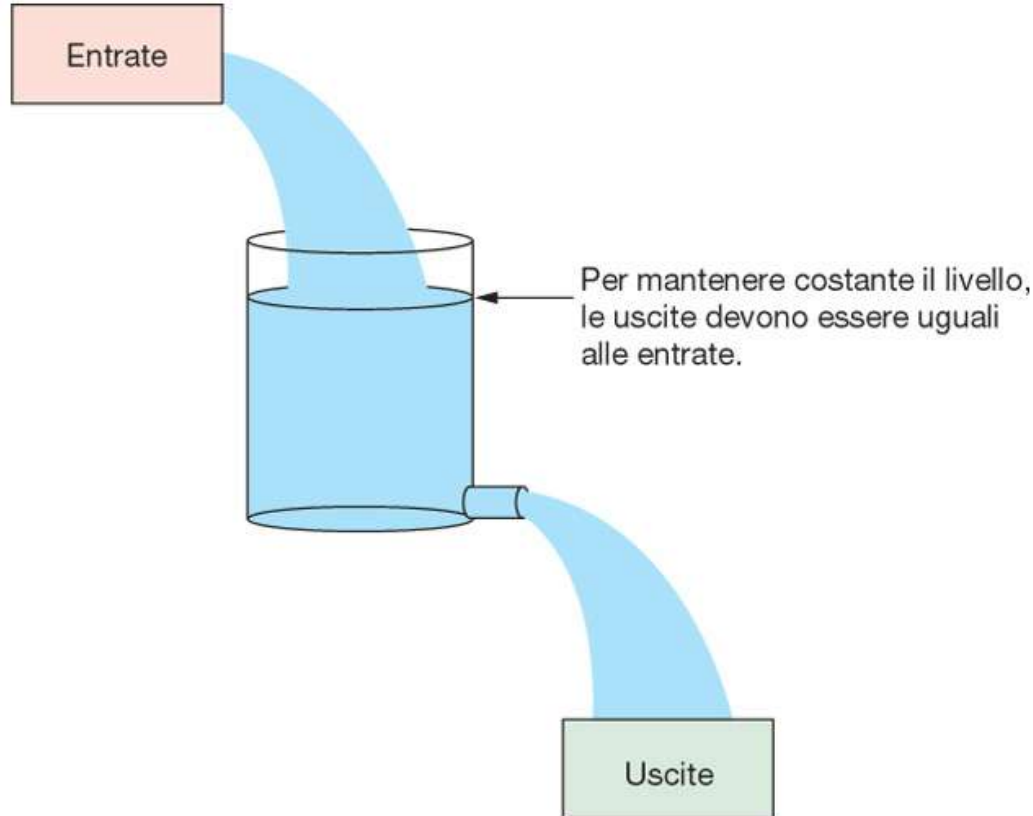 Entrate
Per mantenere costante il livello,
le uscite devono essere uguali
alle entrate.
Uscite